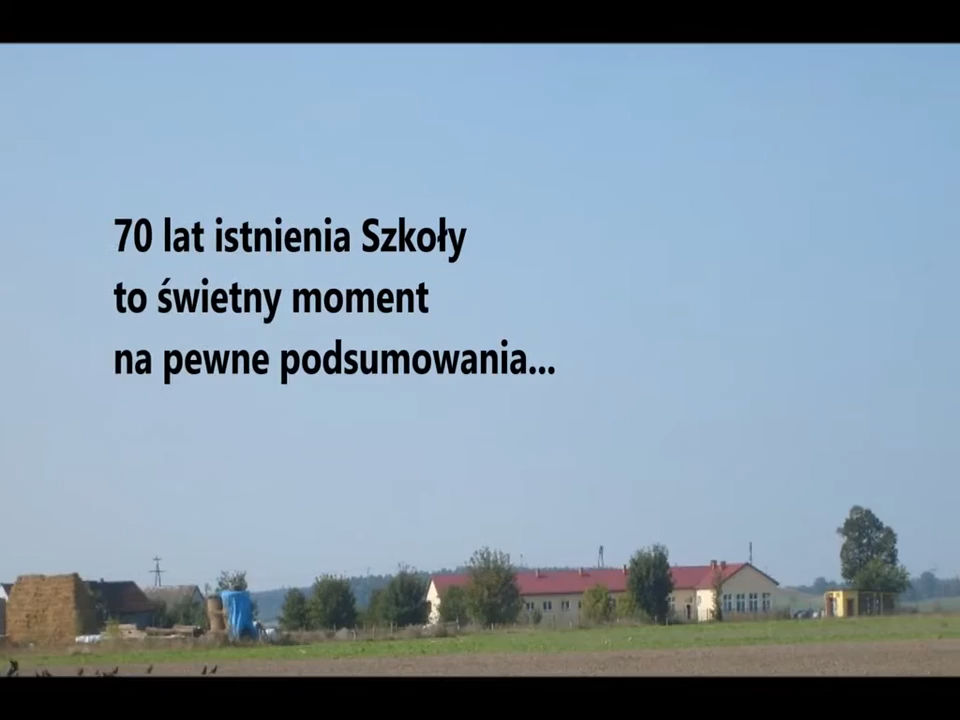 70 lat istnienia Szkoły
to świetny moment
na pewne podsumowania...